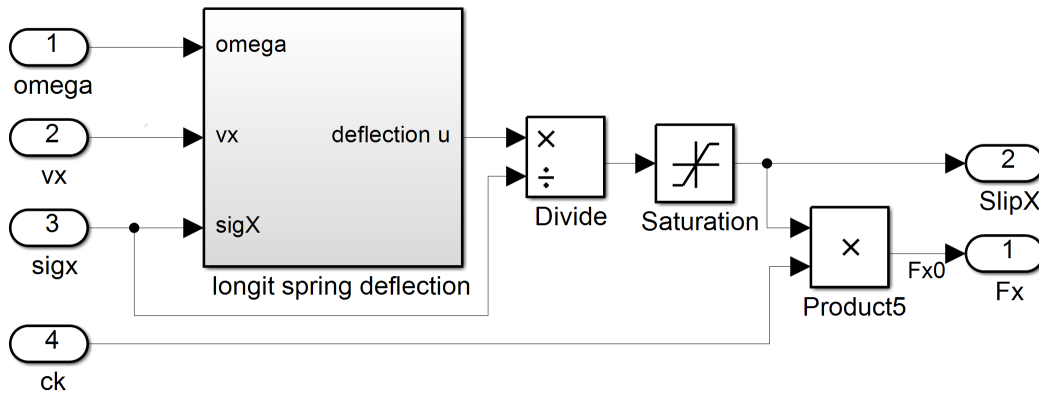 1
omega
2
vx
3
sigx
4
ck
omega
vx
deflection u
sigX
longit spring deflection
×
÷
Divide
Saturation
×
Product5
2
SlipX
Fx0
1
Fx